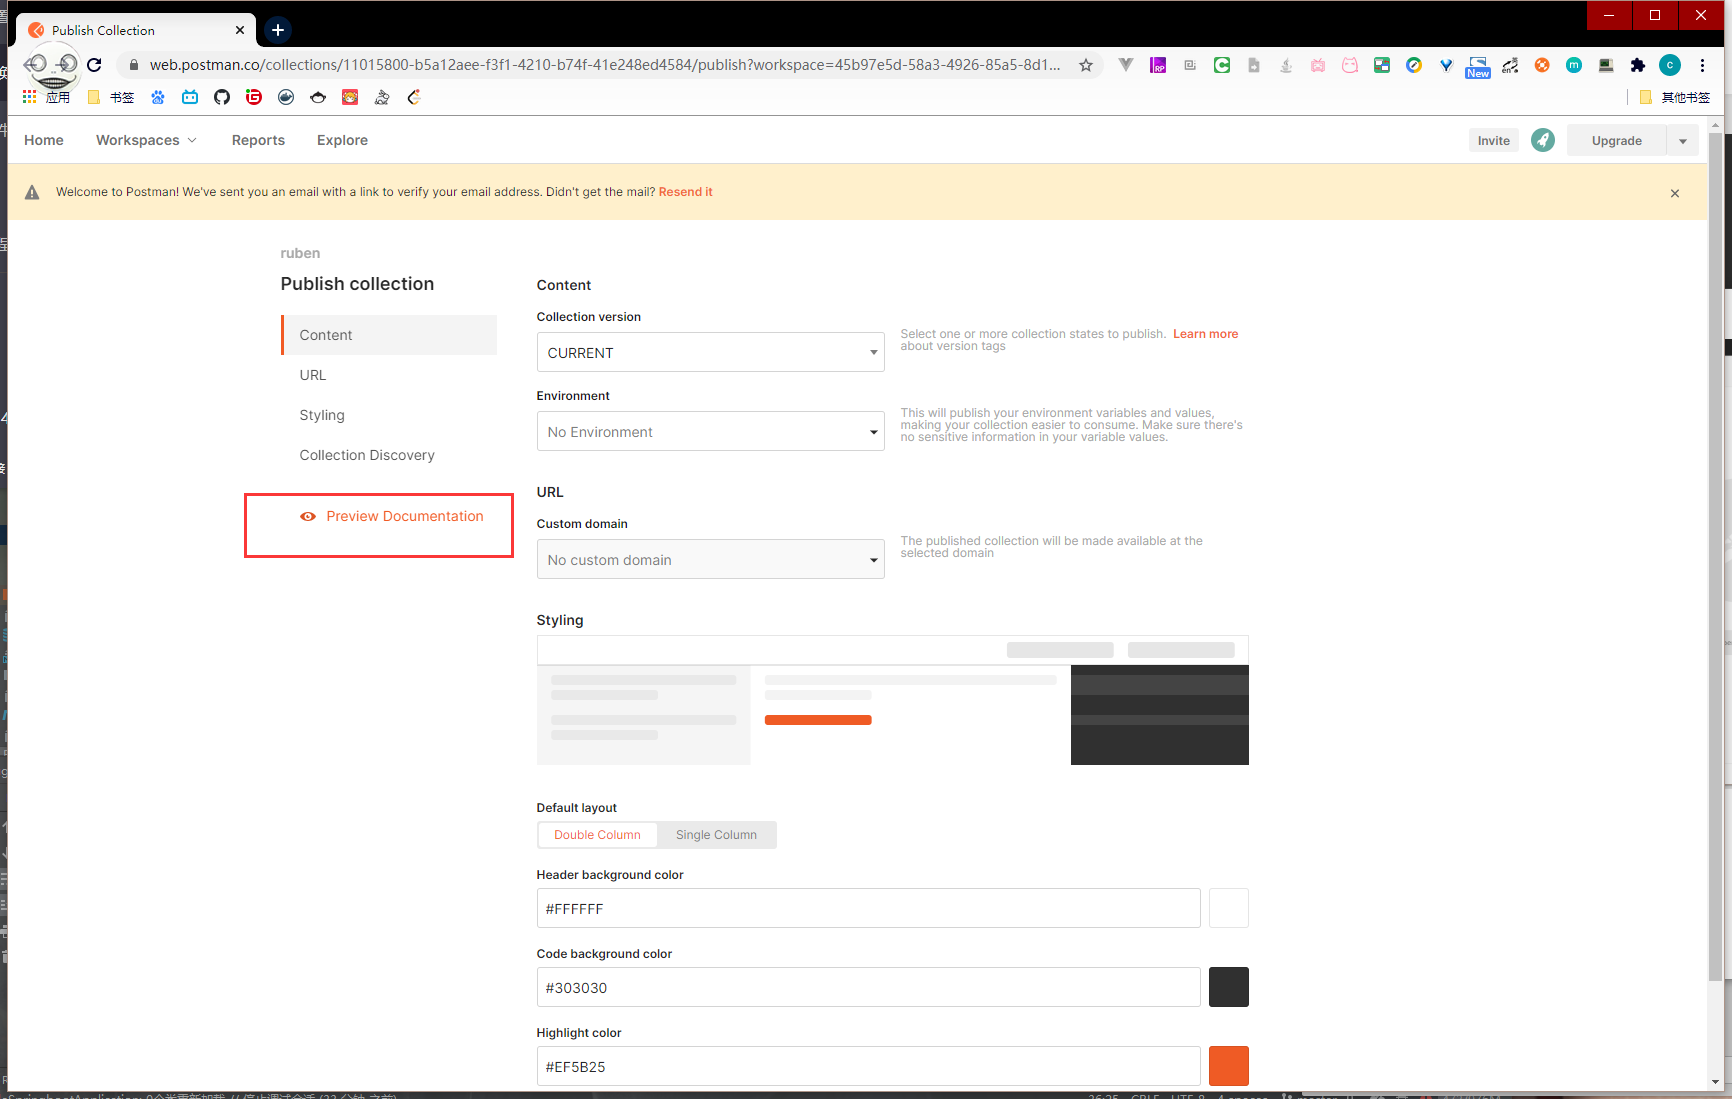 Publish Collection
web.postman.co/collections/11015800-b5a12aee-f3f1-4210-b74f-41e248ed4584/publish?workspace=45b97e5d-58a3-4926-85a5-8d1...
RP
New
en
m
c
应用
书签
其他书签
Home
Workspaces
Reports
Explore
Invite
Upgrade
Welcome to Postman! We've sent you an email with a link to verify your email address. Didn't get the mail? Resend it
ruben
Publish collection
Content
URL
Styling
Collection Discovery
Preview Documentation
Content
Collection version
CURRENT
Select one or more collection states to publish. Learn more
about version tags
Environment
No Environment
This will publish your environment variables and values,
making your collection easier to consume. Make sure there's
no sensitive information in your variable values.
URL
Custom domain
No custom domain
The published collection will be made available at the
selected domain
Styling
Default layout
Double Column
Single Column
Header background color
#FFFFFF
Code background color
#303030
Highlight color
#EF5B25